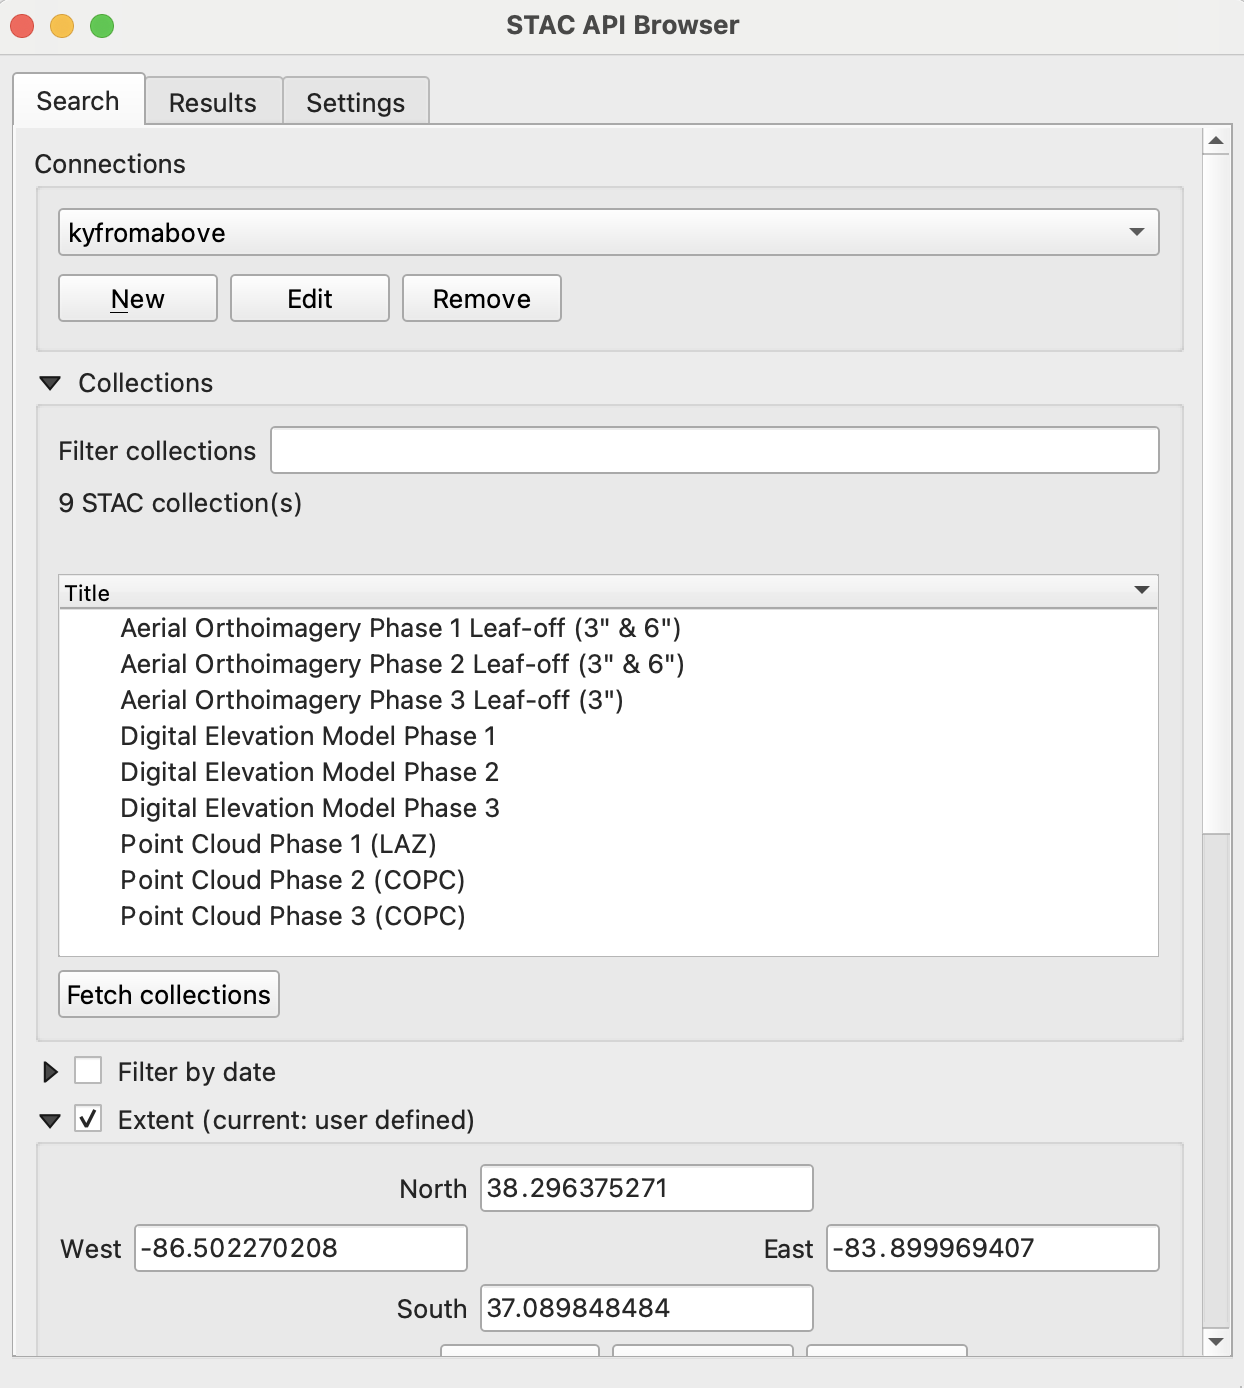 STAC API Browser
Search Results Settings
Connections
kyfromabove
New Edit Remove
Collections
Filter collections
9 STAC collection(s)
Title
Aerial Orthoimagery Phase 1 Leaf-off (3" & 6")
Aerial Orthoimagery Phase 2 Leaf-off (3" & 6")
Aerial Orthoimagery Phase 3 Leaf-off (3")
Digital Elevation Model Phase 1
Digital Elevation Model Phase 2
Digital Elevation Model Phase 3
Point Cloud Phase 1 (LAZ)
Point Cloud Phase 2 (COPC)
Point Cloud Phase 3 (COPC)
Fetch collections
Filter by date
Extent (current: user defined)
North 38.296375271
West -86.502270208 East -83.899969407
South 37.089848484